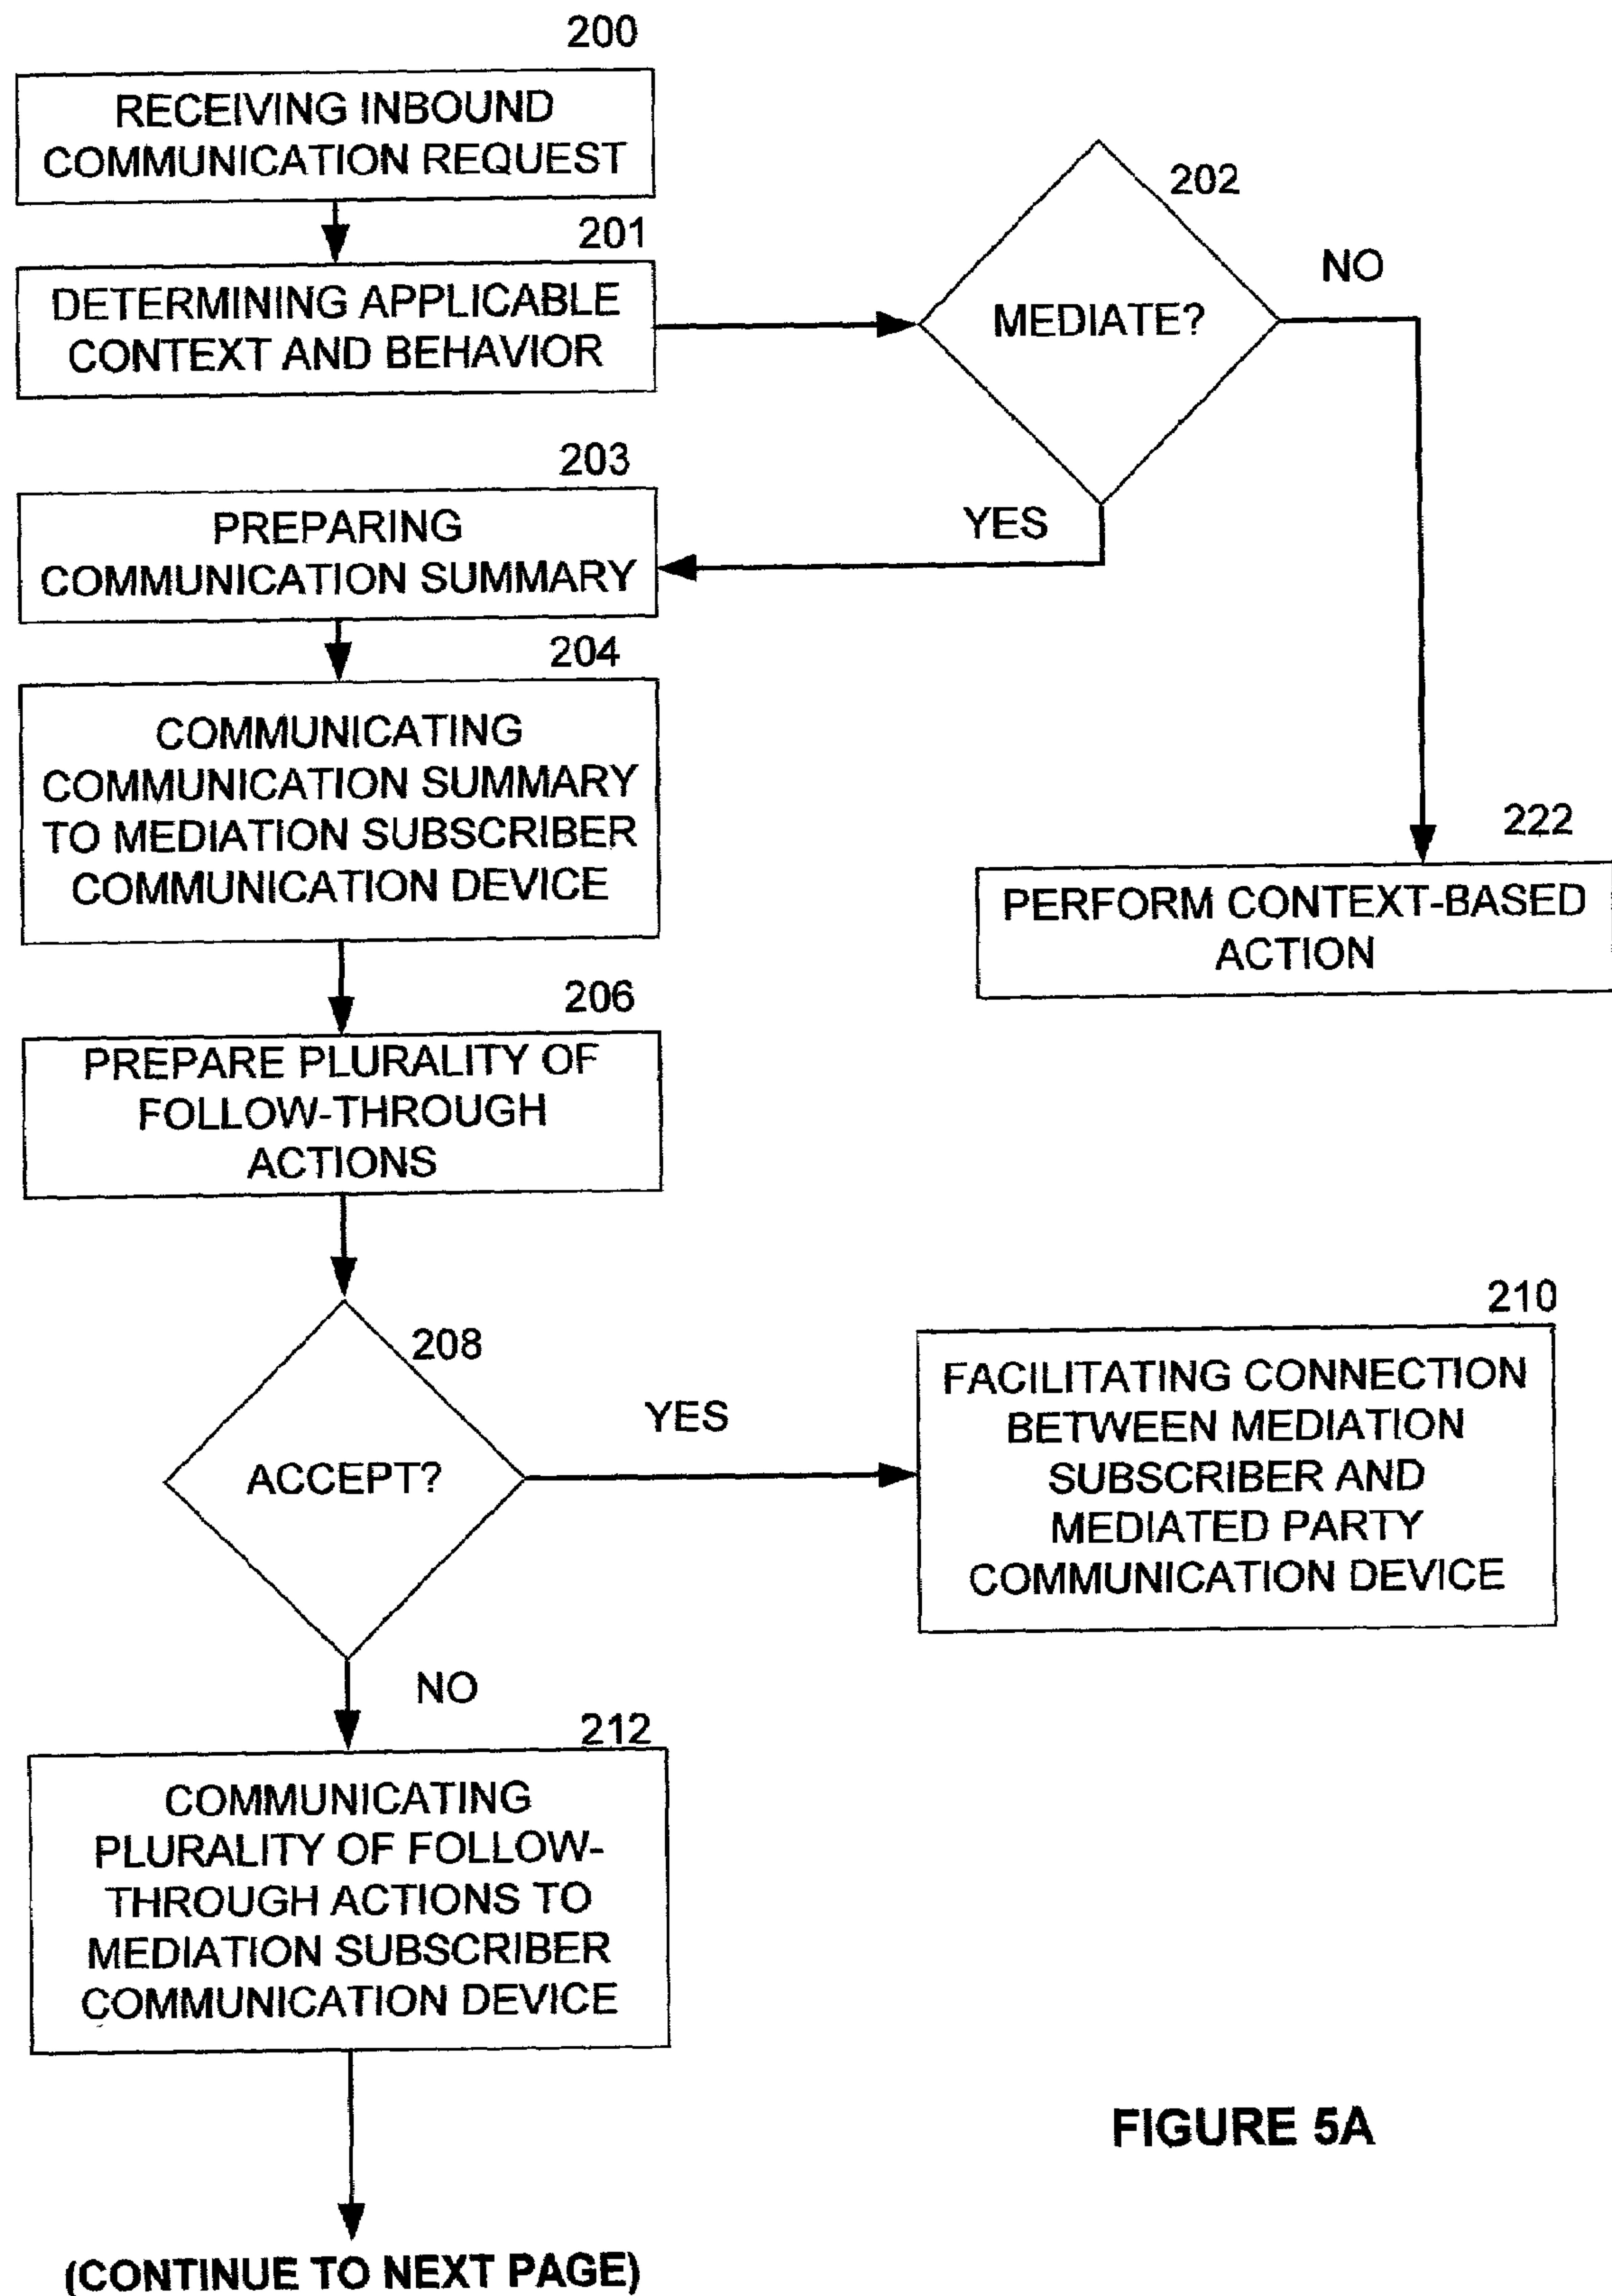 200
RECEIVING INBOUND
COMMUNICATION REQUEST
201
DETERMINING APPLICABLE
CONTEXT AND BEHAVIOR
202
MEDIATE?
NO
YES
203
PREPARING
COMMUNICATION SUMMARY
204
COMMUNICATING
COMMUNICATION SUMMARY
TO MEDIATION SUBSCRIBER
COMMUNICATION DEVICE
222
PERFORM CONTEXT-BASED
ACTION
206
PREPARE PLURALITY OF
FOLLOW-THROUGH
ACTIONS
208
ACCEPT?
YES
210
FACILITATING CONNECTION
BETWEEN MEDIATION
SUBSCRIBER AND
MEDIATED PARTY
COMMUNICATION DEVICE
NO
212
COMMUNICATING
PLURALITY OF FOLLOW-
THROUGH ACTIONS TO
MEDIATION SUBSCRIBER
COMMUNICATION DEVICE
FIGURE 5A
(CONTINUE TO NEXT PAGE)